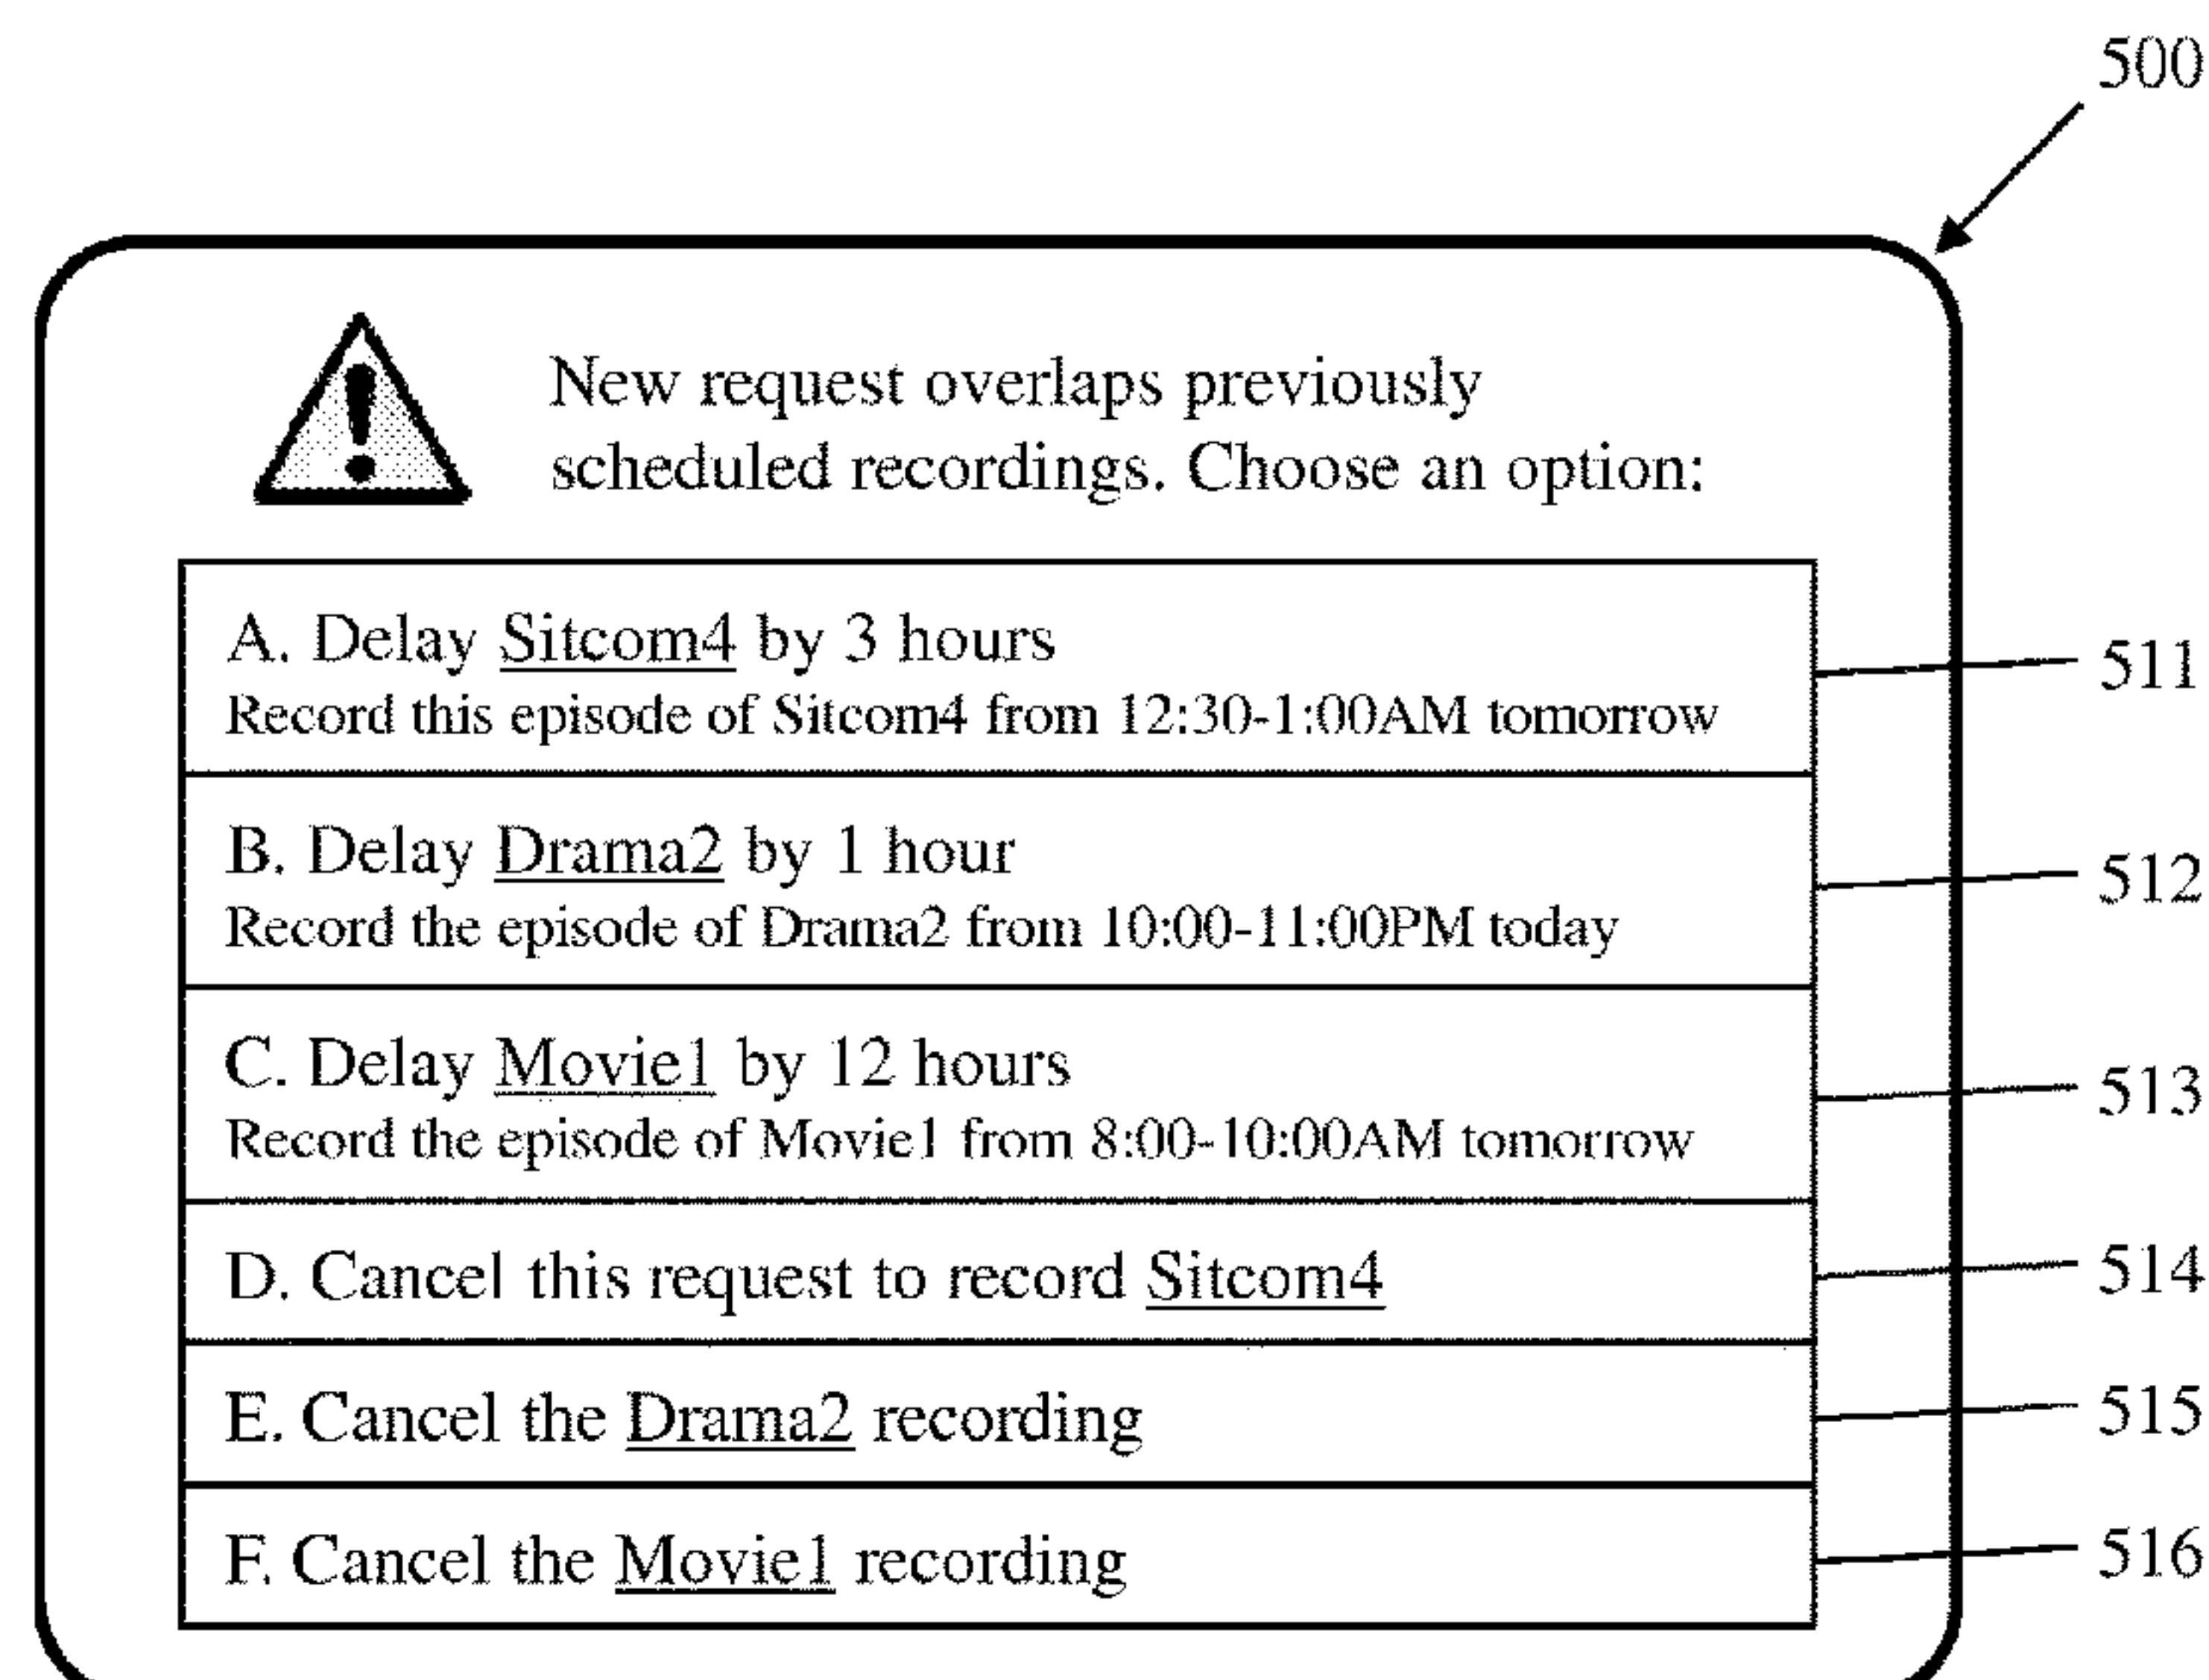 500
New request overlaps previously
scheduled recordings. Choose an option:
A. Delay Sitcom4 by 3 hours
Record this episode of Sitcom4 from 12:30-1:00AM tomorrow
511
B. Delay Drama2 by 1 hour
Record the episode of Drama2 from 10:00-11:00PM today
512
C. Delay Movie1 by 12 hours
Record the episode of Movie1 from 8:00-10:00AM tomorrow
513
D. Cancel this request to record Sitcom4
514
E. Cancel the Drama2 recording
515
F. Cancel the Movie1 recording
516